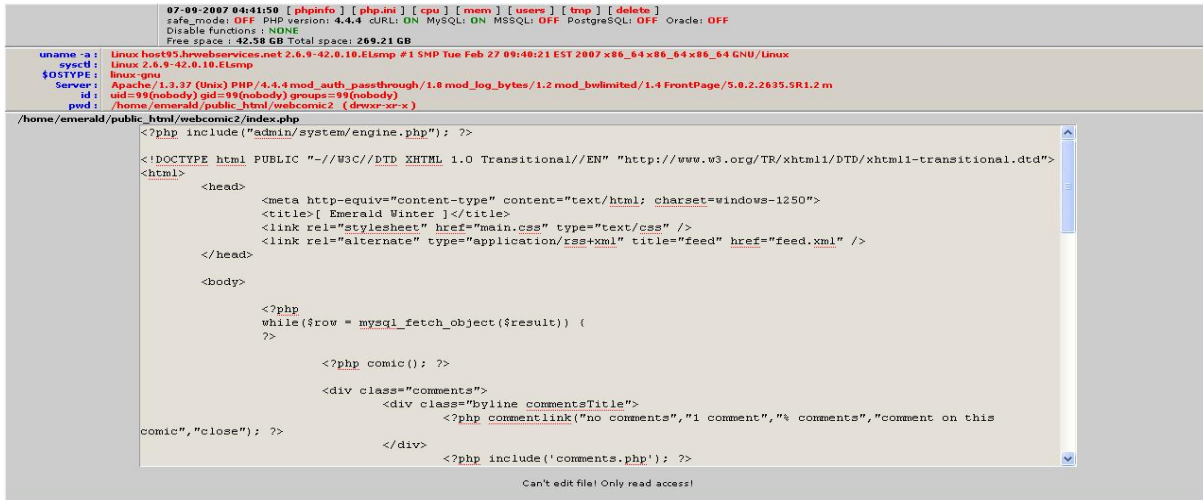 07-09-2007 04:41:50 [ phpinfo ] [ php.ini ] [ cpu ] [ mem ] [ users ] [ tmp ] [ delete ]
safe_mode: OFF PHP version: 4.4.4 cURL: ON MySQL: ON MSSQL: OFF PostgreSQL: OFF Oracle: OFF
Disable functions : NONE
Free space : 42.58 GB Total space: 269.21 GB
uname -a : Linux host95.hrwebservices.net 2.6.9-42.0.10.ELsmp #1 SMP Tue Feb 27 09:40:21 EST 2007 x86_64 x86_64 x86_64 GNU/Linux
sysctl : Linux 2.6.9-42.0.10.ELsmp
$OSTYPE : linux-gnu
Server : Apache/1.3.37 (Unix) PHP/4.4.4 mod_auth_passthrough/1.8 mod_log_bytes/1.2 mod_bwlimited/1.4 FrontPage/5.0.2.2635.SR1.2 m
id : uid=99(nobody) gid=99(nobody) groups=99(nobody)
pwd : /home/emerald/public_html/webcomic2 ( drwxr-xr-x )
/home/emerald/public_html/webcomic2/index.php
<?php include("admin/system/engine.php"); ?>
<!DOCTYPE html PUBLIC "-//W3C//DTD XHTML 1.0 Transitional//EN" "http://www.w3.org/TR/xhtml1/DTD/xhtml1-transitional.dtd">
<html>
<head>
<meta http-equiv="content-type" content="text/html; charset=windows-1250">
<title>[ Emerald Winter ]</title>
<link rel="stylesheet" href="main.css" type="text/css" />
<link rel="alternate" type="application/rss+xml" title="feed" href="feed.xml" />
</head>
<body>
<?php
while($row = mysql_fetch_object($result)) {
?>
<?php comic(); ?>
<div class="comments">
<div class="byline commentsTitle">
<?php commentlink("no comments","1 comment","% comments","comment on this
comic","close"); ?>
</div>
<?php include('comments.php'); ?>
Can't edit file! Only read access!